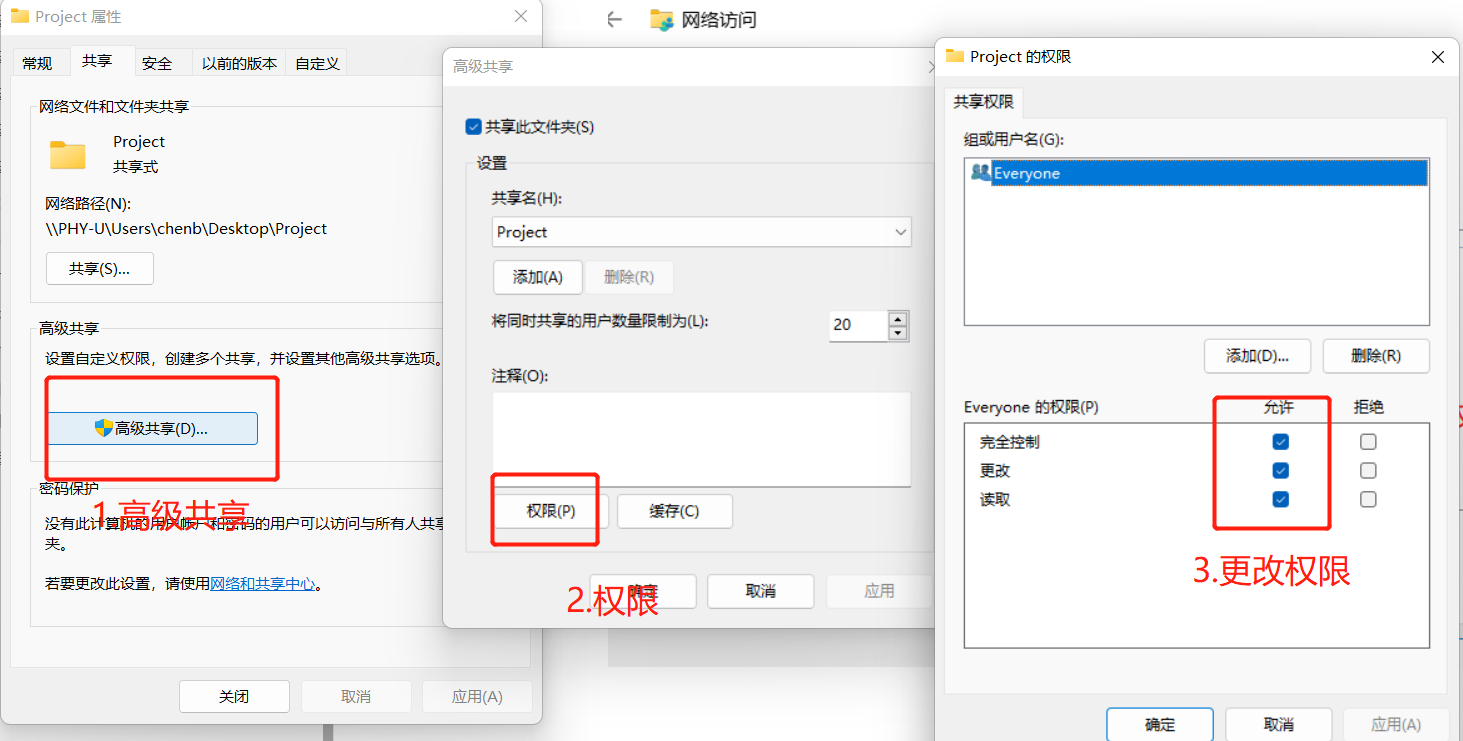 Project 属性
常规
共享
安全
以前的版本
自定义
网络文件和文件夹共享
Project
共享式
网络路径(N):
\\PHY-U\Users\chenb\Desktop\Project
共享(S)...
高级共享
设置自定义权限，创建多个共享，并设置其他高级共享选项。
高级共享(D)...
密码保护
1.高级共享
没有此计算机的用户帐户和密码的用户可以访问与所有人共享
夹。
若要更改此设置，请使用网络和共享中心。
关闭
取消
应用(A)
网络访问
高级共享
共享此文件夹(S)
设置
共享名(H):
Project
添加(A)
删除(R)
将同时共享的用户数量限制为(L):
20
注释(O):
权限(P)
缓存(C)
确定
取消
应用
2.权限
Project 的权限
共享权限
组或用户名(G):
Everyone
添加(D)...
删除(R)
Everyone 的权限(P)
允许
拒绝
完全控制
更改
读取
3.更改权限
确定
取消
应用(A)